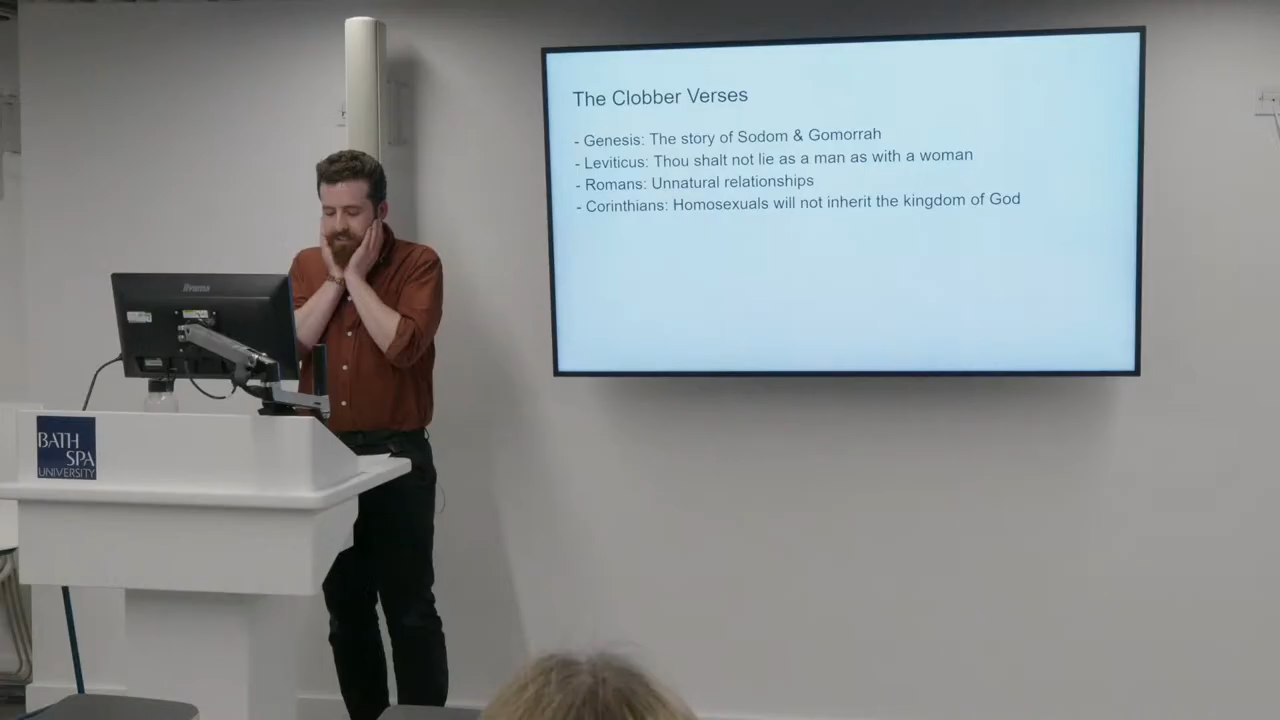 The Clobber Verses
- Genesis: The story of Sodom & Gomorrah
- Leviticus: Thou shalt not lie as a man as with a woman
- Romans: Unnatural relationships
- Corinthians: Homosexuals will not inherit the kingdom of God
iiyama
BATH
SPA
UNIVERSITY